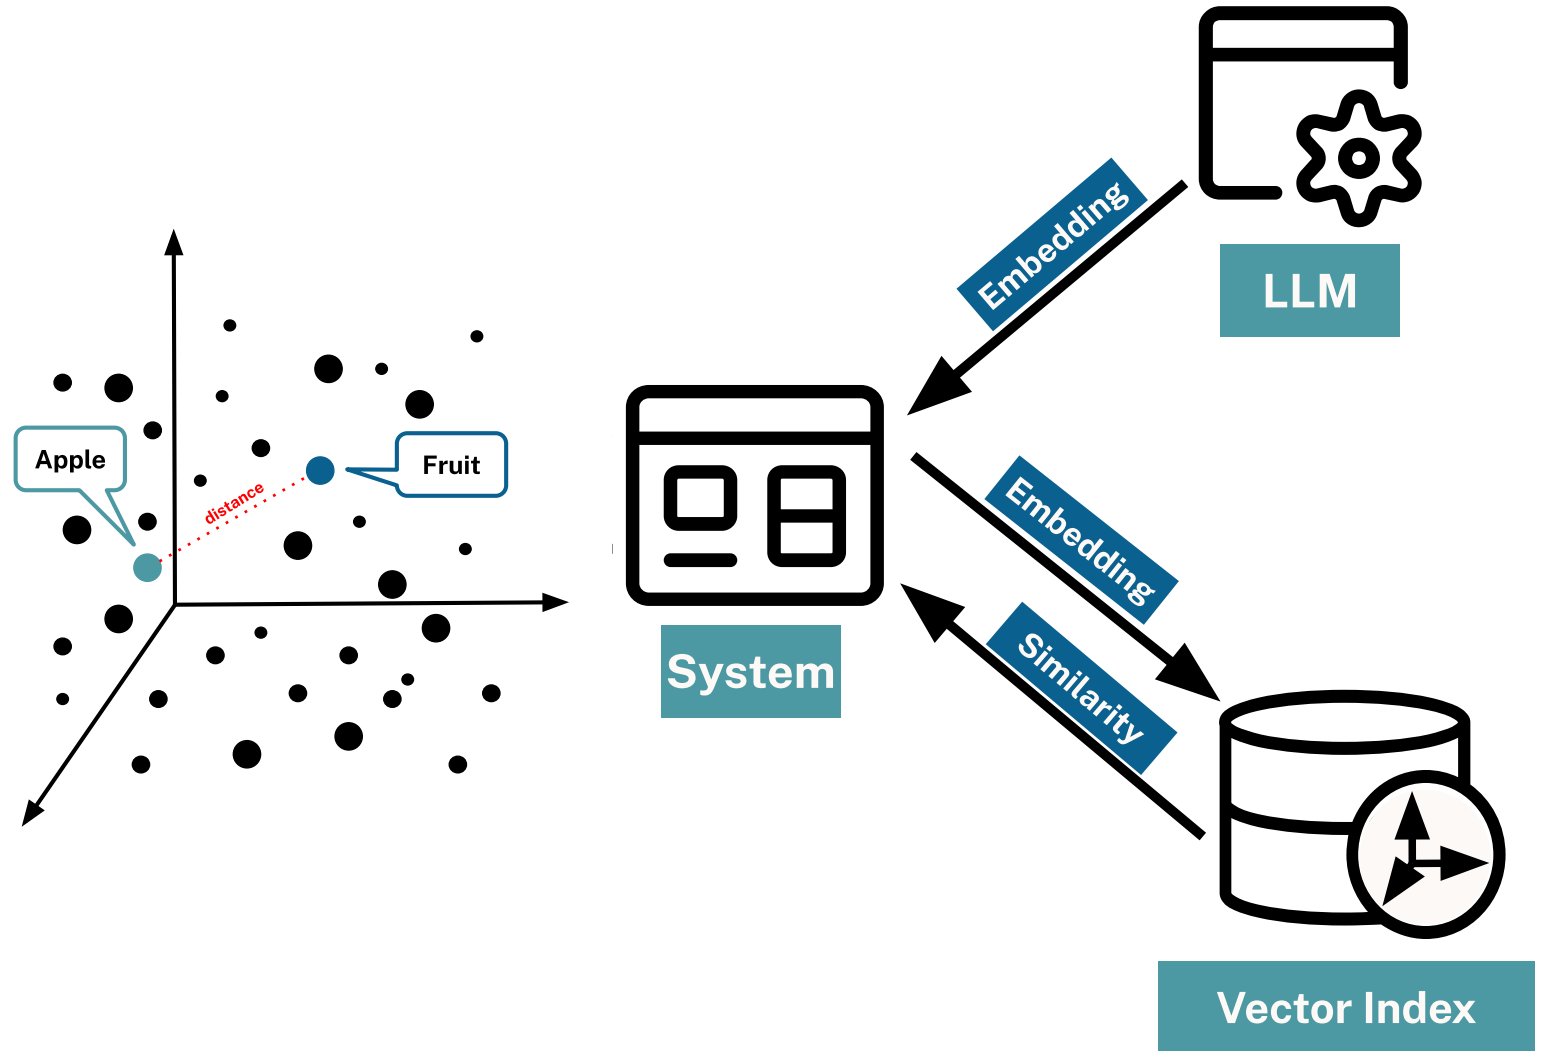 Apple
distance
Fruit
System
Embedding
LLM
Embedding
Similarity
Vector Index